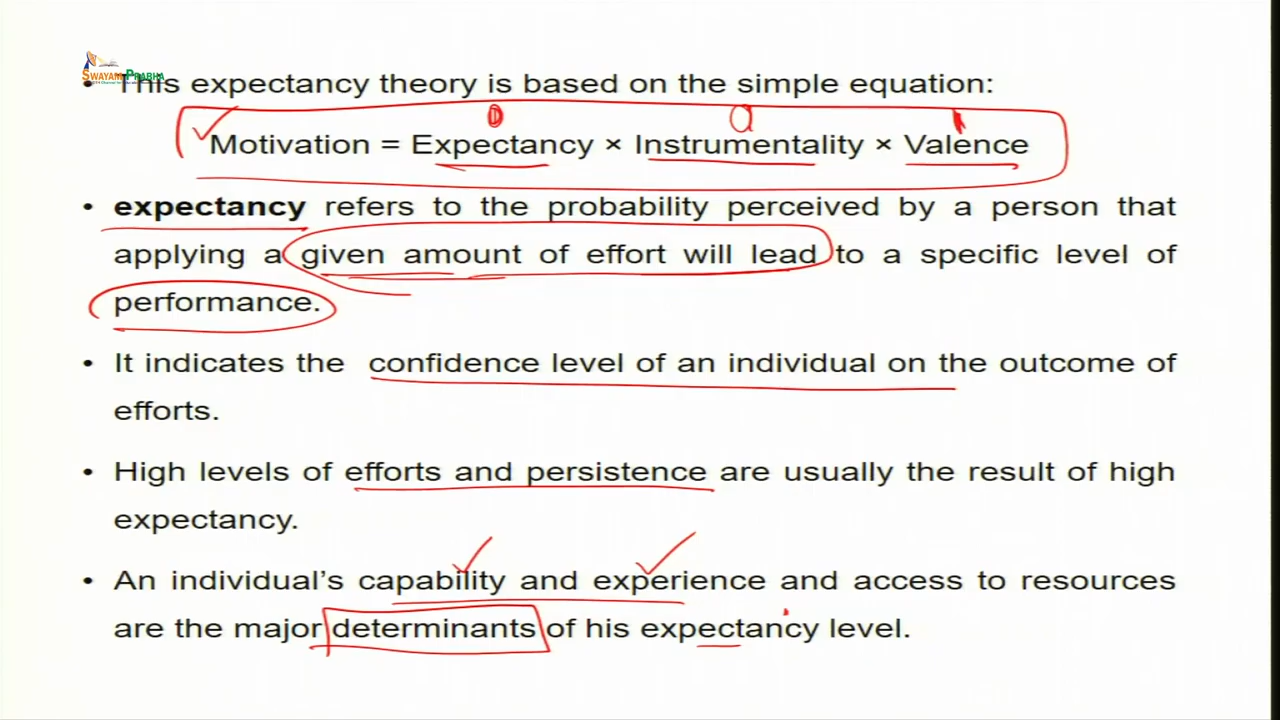 SWAYAM PRABHA
• This expectancy theory is based on the simple equation:
Motivation = Expectancy × Instrumentality × Valence
• expectancy refers to the probability perceived by a person that
applying a given amount of effort will lead to a specific level of
performance.
• It indicates the confidence level of an individual on the outcome of
efforts.
• High levels of efforts and persistence are usually the result of high
expectancy.
• An individual’s capability and experience and access to resources
are the major determinants of his expectancy level.